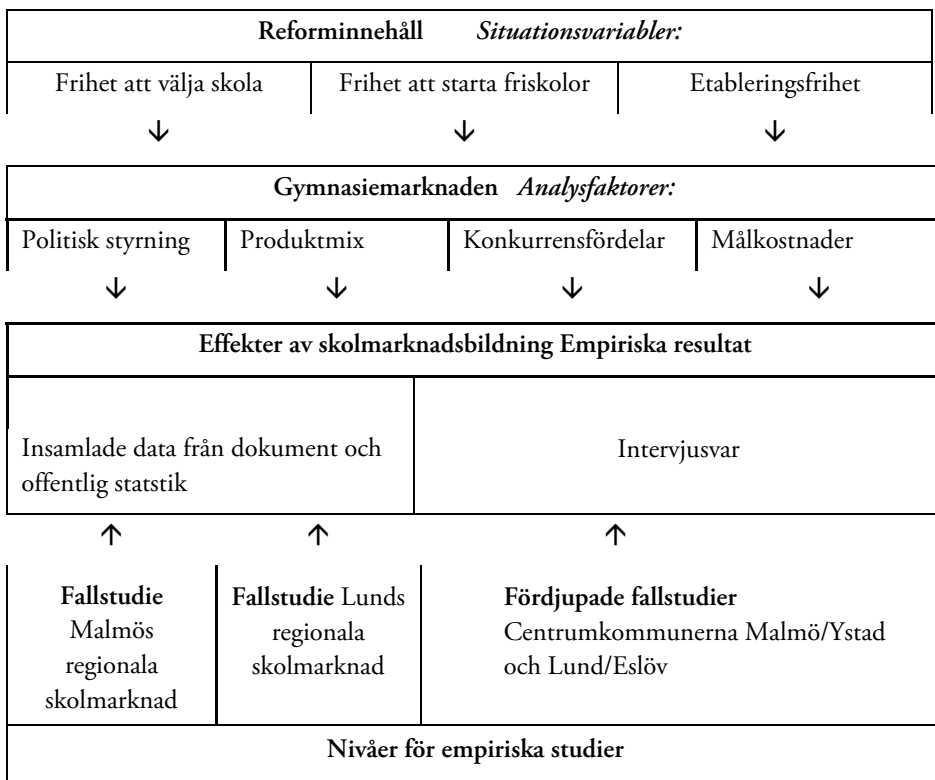 Reforminnehåll Situationsvariabler:
Frihet att välja skola Frihet att starta friskolor Etableringsfrihet
↓ ↓ ↓
Gymnasiemarknaden Analysfaktorer:
Politisk styrning Produktmix Konkurrensfördelar Målkostnader
↓ ↓ ↓ ↓
Effekter av skolmarknadsbildning Empiriska resultat
Insamlade data från dokument och
offentlig statstik
Intervjusvar
↑ ↑ ↑
Fallstudie
Malmös
regionala
skolmarknad
Fallstudie Lunds
regionala
skolmarknad
Fördjupade fallstudier
Centrumkommunerna Malmö/Ystad
och Lund/Eslöv
Nivåer för empiriska studier